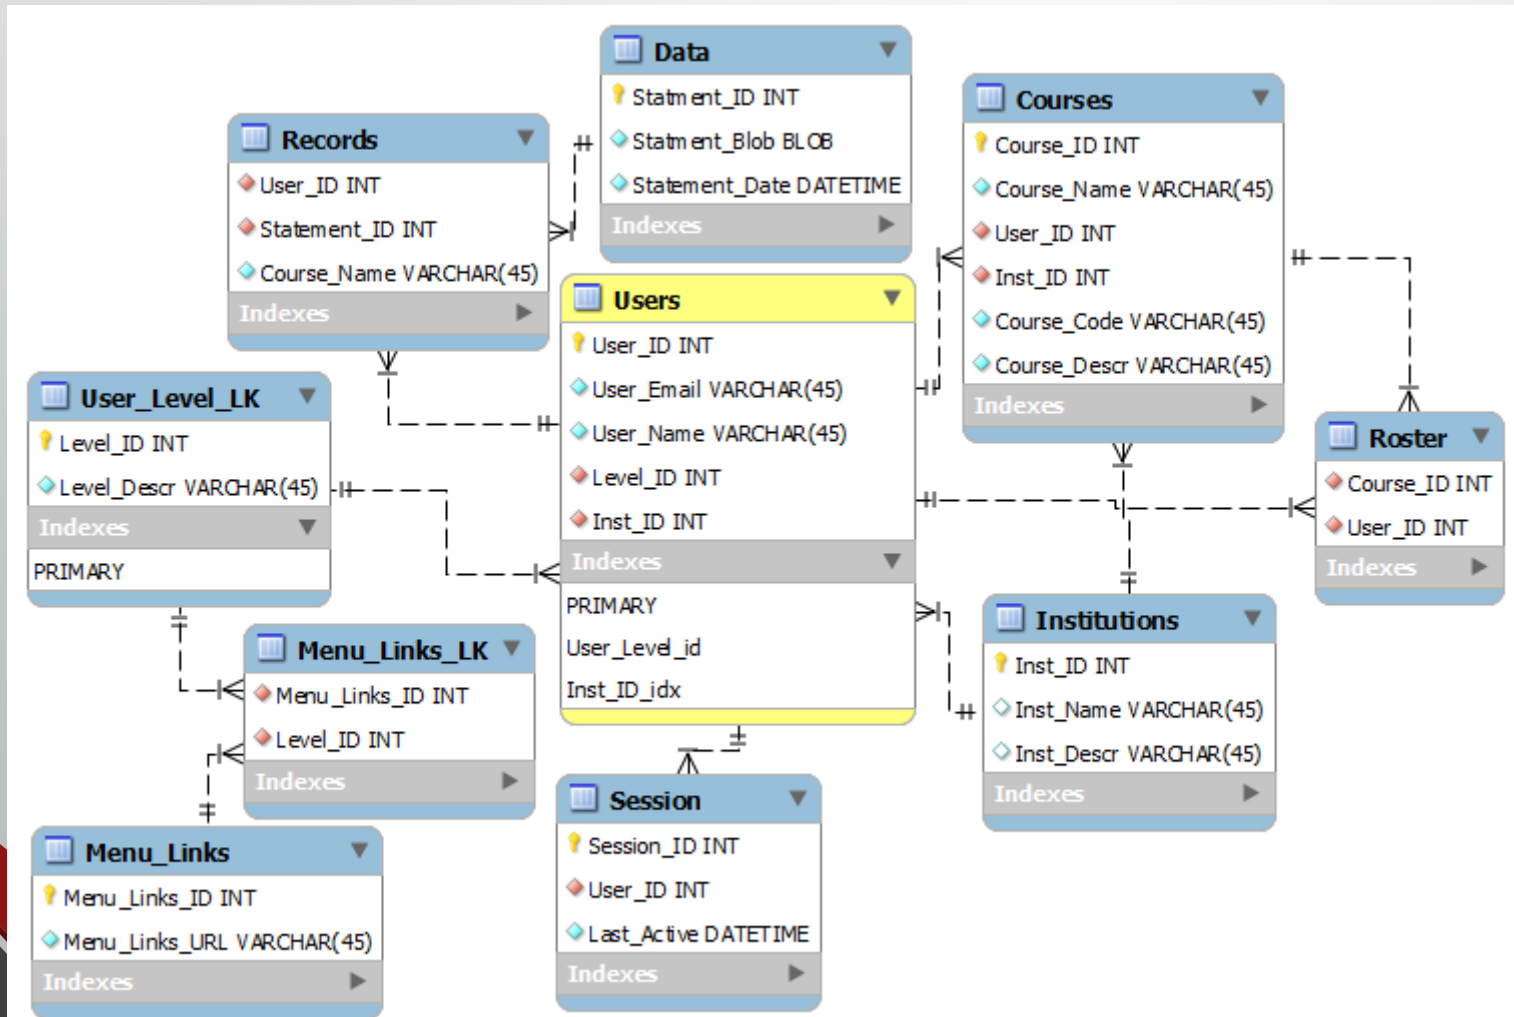 Data
Statment_ID INT
Statment_Blob BLOB
Statement_Date DATETIME
Indexes
Records
User_ID INT
Statement_ID INT
Course_Name VARCHAR(45)
Indexes
Courses
Course_ID INT
Course_Name VARCHAR(45)
User_ID INT
Inst_ID INT
Course_Code VARCHAR(45)
Course_Descr VARCHAR(45)
Indexes
Users
User_ID INT
User_Email VARCHAR(45)
User_Name VARCHAR(45)
Level_ID INT
Inst_ID INT
Indexes
PRIMARY
User_Level_id
Inst_ID_idx
User_Level_LK
Level_ID INT
Level_Descr VARCHAR(45)
Indexes
PRIMARY
Roster
Course_ID INT
User_ID INT
Indexes
Menu_Links_LK
Menu_Links_ID INT
Level_ID INT
Indexes
Institutions
Inst_ID INT
Inst_Name VARCHAR(45)
Inst_Descr VARCHAR(45)
Indexes
Menu_Links
Menu_Links_ID INT
Menu_Links_URL VARCHAR(45)
Indexes
Session
Session_ID INT
User_ID INT
Last_Active DATETIME
Indexes